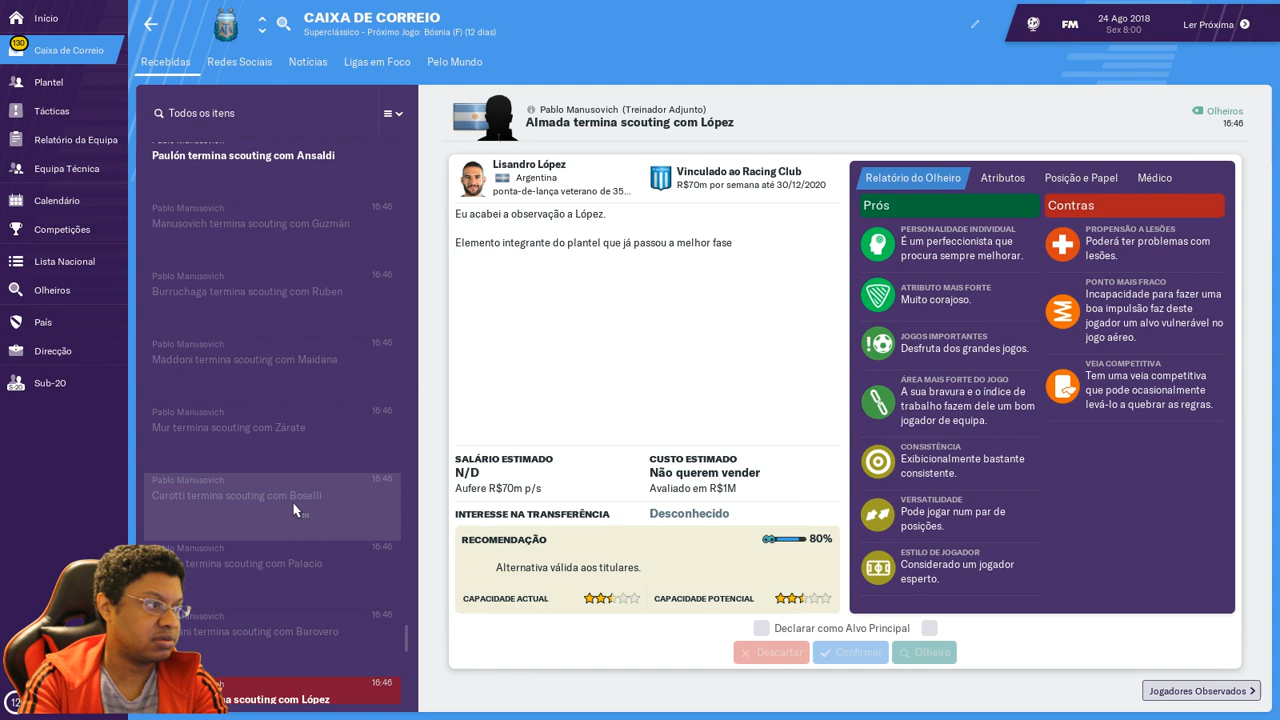 Início
130
Caixa de Correio
Plantel
Tácticas
Relatório da Equipa
Equipa Técnica
Calendário
Competições
Lista Nacional
Olheiros
País
Direcção
Sub-20
CAIXA DE CORREIO
Superclássico - Próximo Jogo: Bósnia (F) (12 dias)
FM
24 Ago 2018
Sex 8:00
Ler Próxima
Recebidas Redes Sociais Notícias Ligas em Foco Pelo Mundo
Todos os itens
Paulón termina scouting com Ansaldi
Pablo Manusovich 16:46
Manusovich termina scouting com Guzmán
Pablo Manusovich 16:46
Burruchaga termina scouting com Ruben
Pablo Manusovich 16:46
Maddoni termina scouting com Maidana
Pablo Manusovich 16:46
Mur termina scouting com Zárate
Pablo Manusovich 16:46
Carotti termina scouting com Boselli
Manusovich 16:46
termina scouting com Palacio
16:46
termina scouting com Barovero
16:46
scouting com López
Pablo Manusovich (Treinador Adjunto)
Almada termina scouting com López
Olheiros
16:46
Lisandro López
Argentina
ponta-de-lança veterano de 35...
Vinculado ao Racing Club
R$70m por semana até 30/12/2020
Eu acabei a observação a López.
Elemento integrante do plantel que já passou a melhor fase
SALÁRIO ESTIMADO
N/D
Aufere R$70m p/s
CUSTO ESTIMADO
Não querem vender
Avaliado em R$1M
INTERESSE NA TRANSFERÊNCIA Desconhecido
RECOMENDAÇÃO 80%
Alternativa válida aos titulares.
CAPACIDADE ACTUAL CAPACIDADE POTENCIAL
Relatório do Olheiro Atributos Posição e Papel Médico
Prós
PERSONALIDADE INDIVIDUAL
É um perfeccionista que
procura sempre melhorar.
ATRIBUTO MAIS FORTE
Muito corajoso.
JOGOS IMPORTANTES
Desfruta dos grandes jogos.
ÁREA MAIS FORTE DO JOGO
A sua bravura e o índice de
trabalho fazem dele um bom
jogador de equipa.
CONSISTÊNCIA
Exibicionalmente bastante
consistente.
VERSATILIDADE
Pode jogar num par de
posições.
ESTILO DE JOGADOR
Considerado um jogador
esperto.
Contras
PROPENSÃO A LESÕES
Poderá ter problemas com
lesões.
PONTO MAIS FRACO
Incapacidade para fazer uma
boa impulsão faz deste
jogador um alvo vulnerável no
jogo aéreo.
VEIA COMPETITIVA
Tem uma veia competitiva
que pode ocasionalmente
levá-lo a quebrar as regras.
Declarar como Alvo Principal
Descartar Confirmar Olheiro
Jogadores Observados